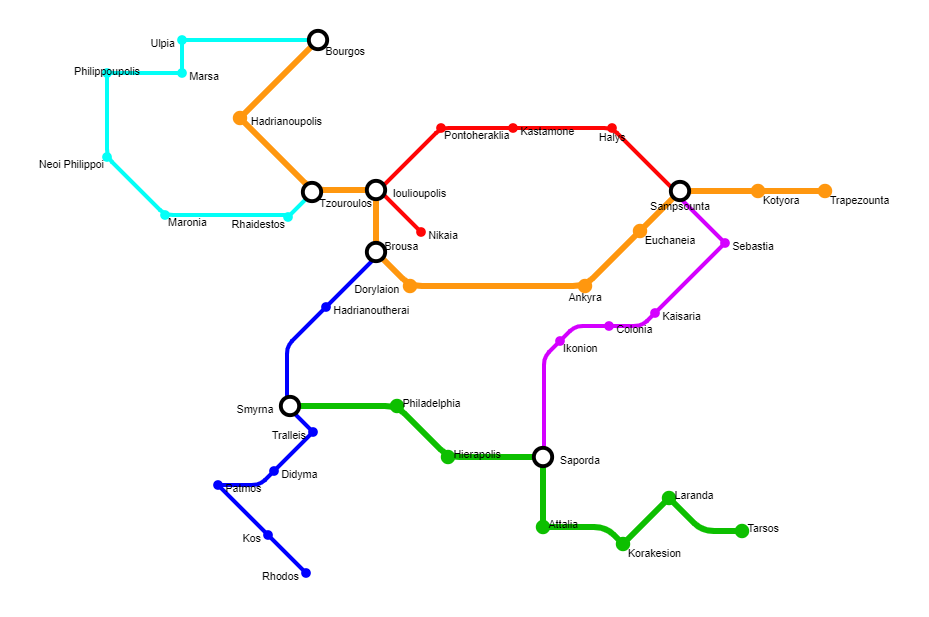 Ulpia
Bourgos
Philippoupolis
Marsa
Hadrianoupolis
Pontoheraklia
Kastamone
Halys
Neoi Philippoi
Ioulioupolis
Tzouroulos
Sampsounta
Kotyora
Trapezounta
Maronia
Rhaidestos
Nikaia
Euchaneia
Sebastia
Brousa
Dorylaion
Ankyra
Hadrianoutherai
Kaisaria
Colonia
Ikonion
Smyrna
Philadelphia
Tralleis
Hierapolis
Saporda
Didyma
Patmos
Laranda
Attalia
Tarsos
Kos
Korakesion
Rhodos